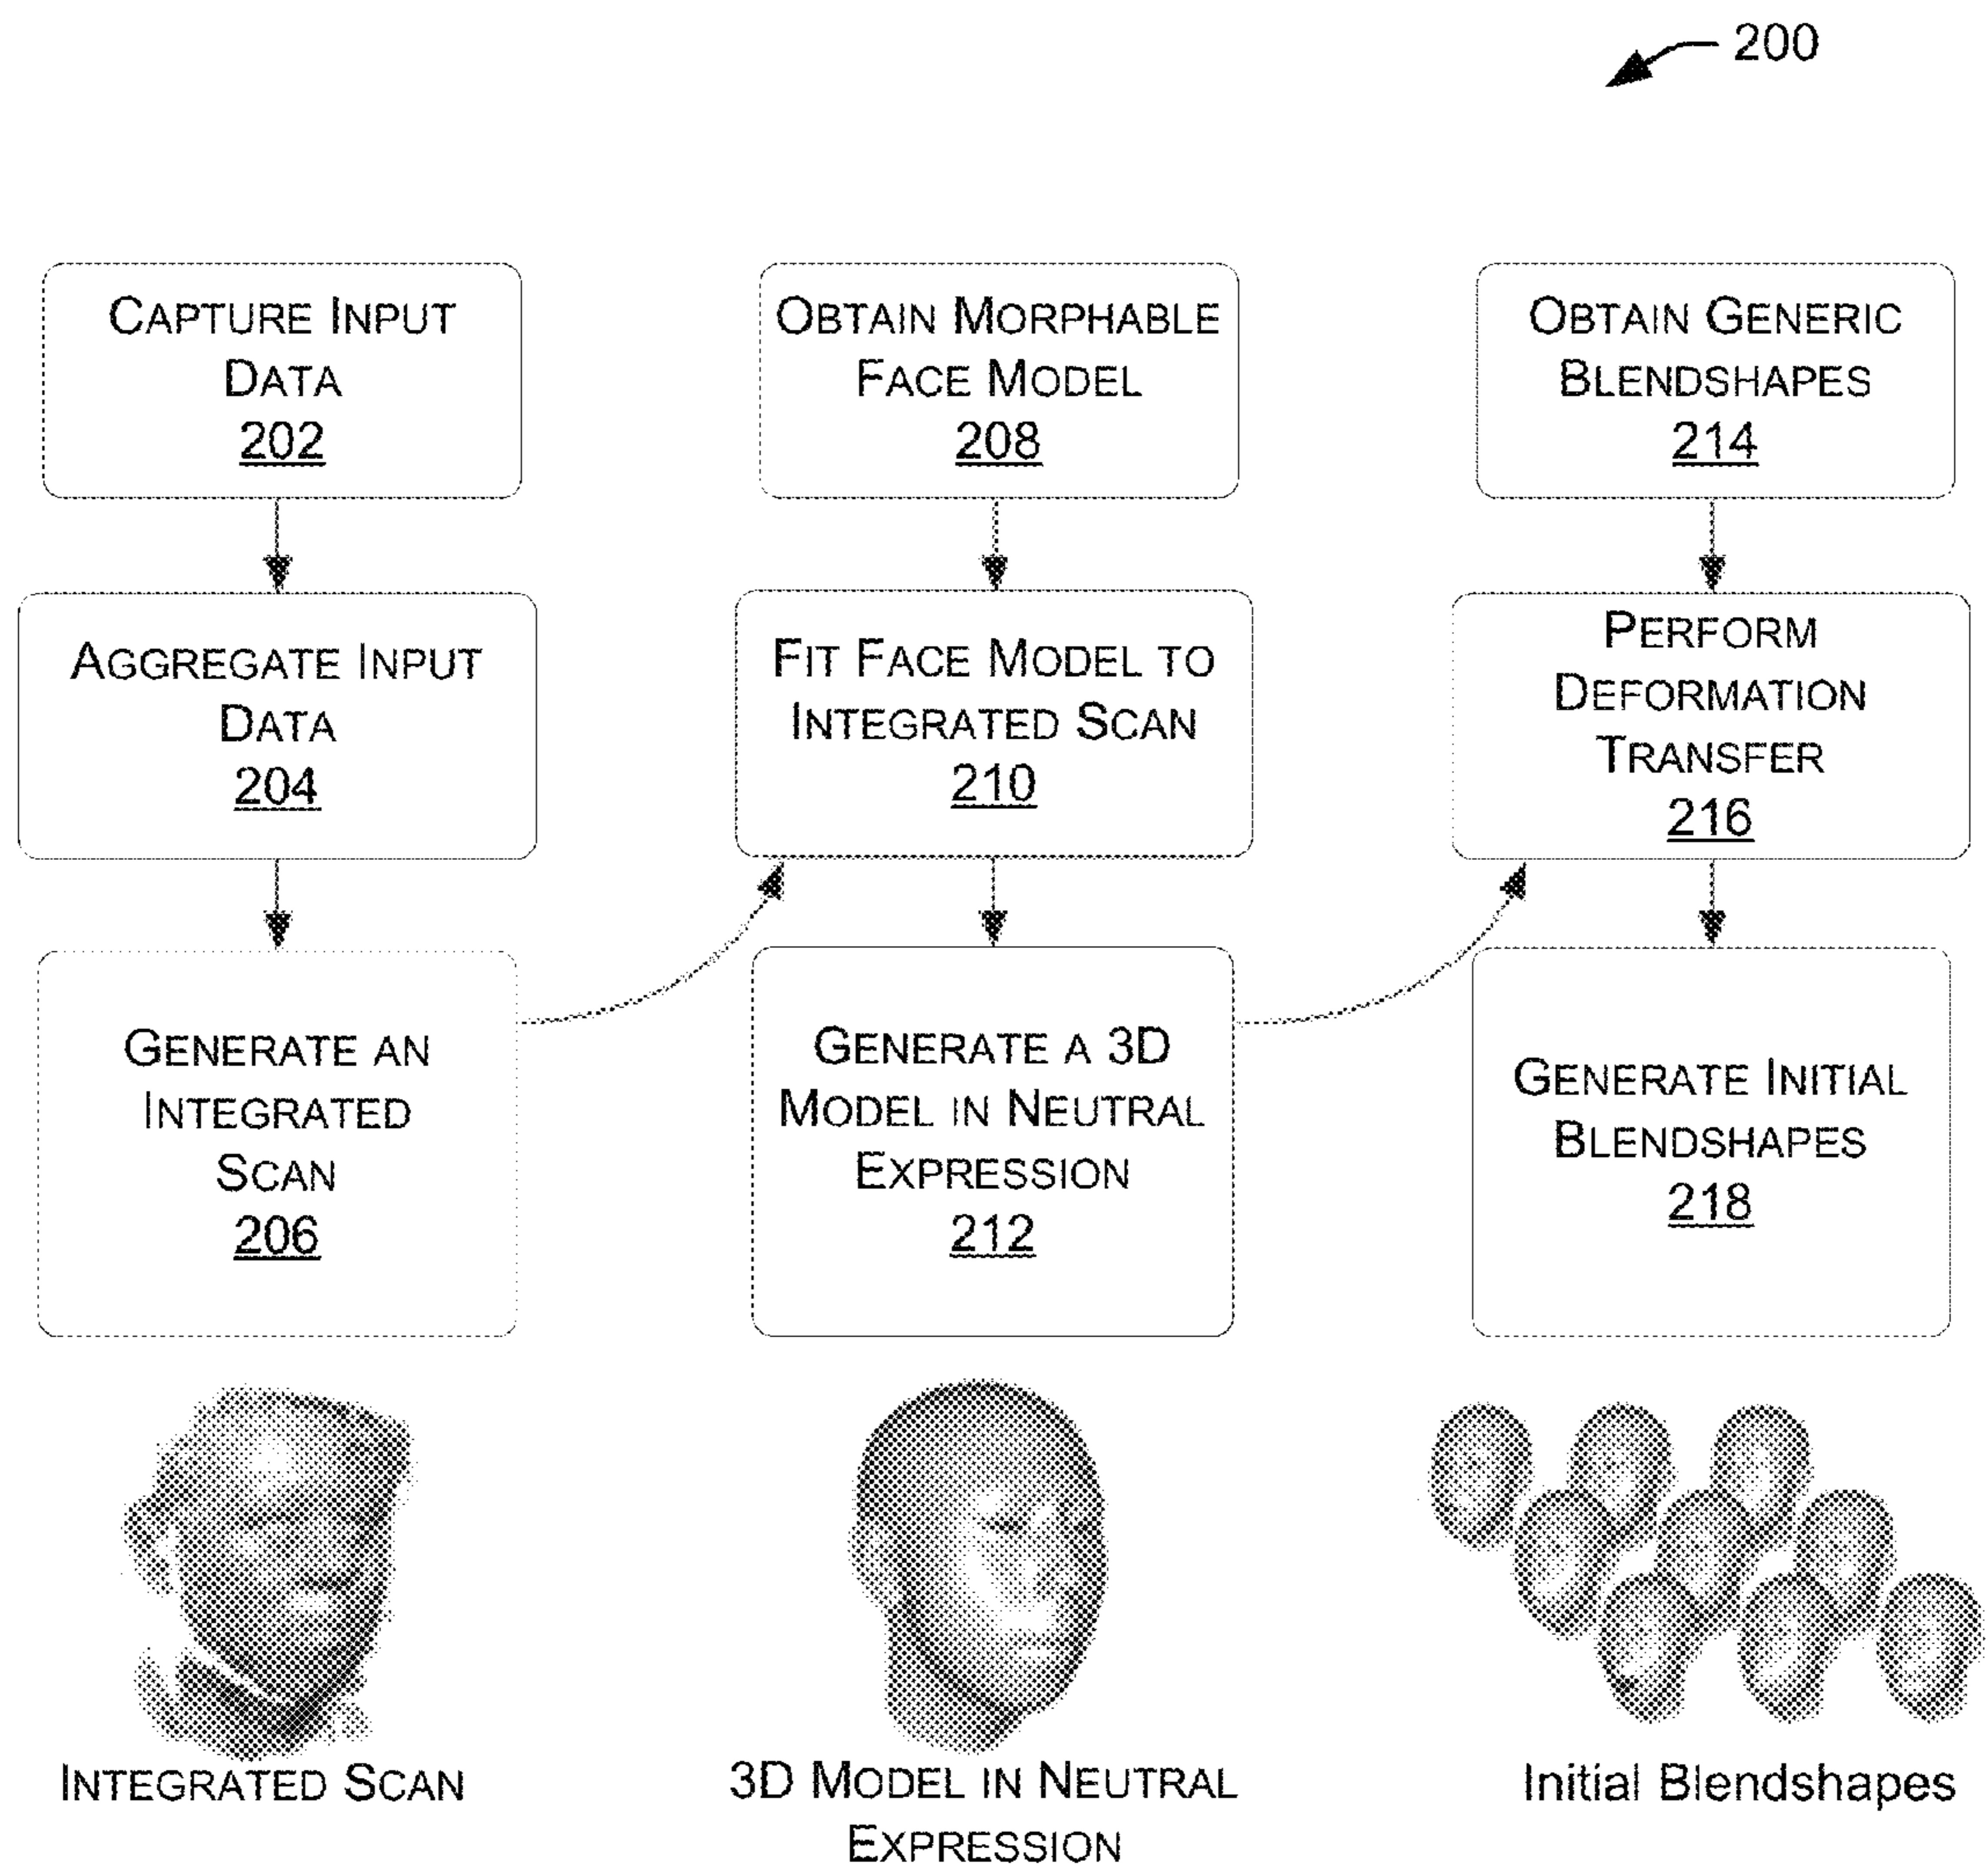 200
CAPTURE INPUT
DATA
202
AGGREGATE INPUT
DATA
204
GENERATE AN
INTEGRATED
SCAN
206
INTEGRATED SCAN
OBTAIN MORPHABLE
FACE MODEL
208
FIT FACE MODEL TO
INTEGRATED SCAN
210
GENERATE A 3D
MODEL IN NEUTRAL
EXPRESSION
212
3D MODEL IN NEUTRAL
EXPRESSION
OBTAIN GENERIC
BLENDSHAPES
214
PERFORM
DEFORMATION
TRANSFER
216
GENERATE INITIAL
BLENDSHAPES
218
Initial Blendshapes